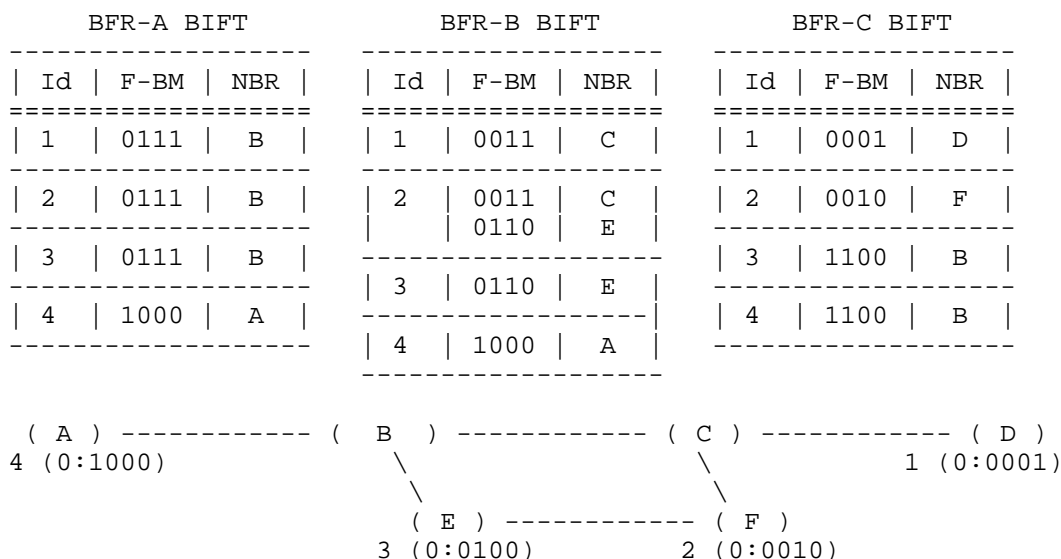 BFR-A BIFT BFR-B BIFT BFR-C BIFT
------------------- ------------------- -------------------
| Id | F-BM | NBR | | Id | F-BM | NBR | | Id | F-BM | NBR |
=================== =================== ===================
| 1 | 0111 | B | | 1 | 0011 | C | | 1 | 0001 | D |
------------------- ------------------- -------------------
| 2 | 0111 | B | | 2 | 0011 | C | | 2 | 0010 | F |
------------------- | | 0110 | E | -------------------
| 3 | 0111 | B | ------------------- | 3 | 1100 | B |
------------------- | 3 | 0110 | E | -------------------
| 4 | 1000 | A | ------------------| | 4 | 1100 | B |
------------------- | 4 | 1000 | A | -------------------
-------------------
( A ) ------------ ( B ) ------------ ( C ) ------------ ( D )
4 (0:1000) \ \ 1 (0:0001)
\ \
( E ) ------------ ( F )
3 (0:0100) 2 (0:0010)